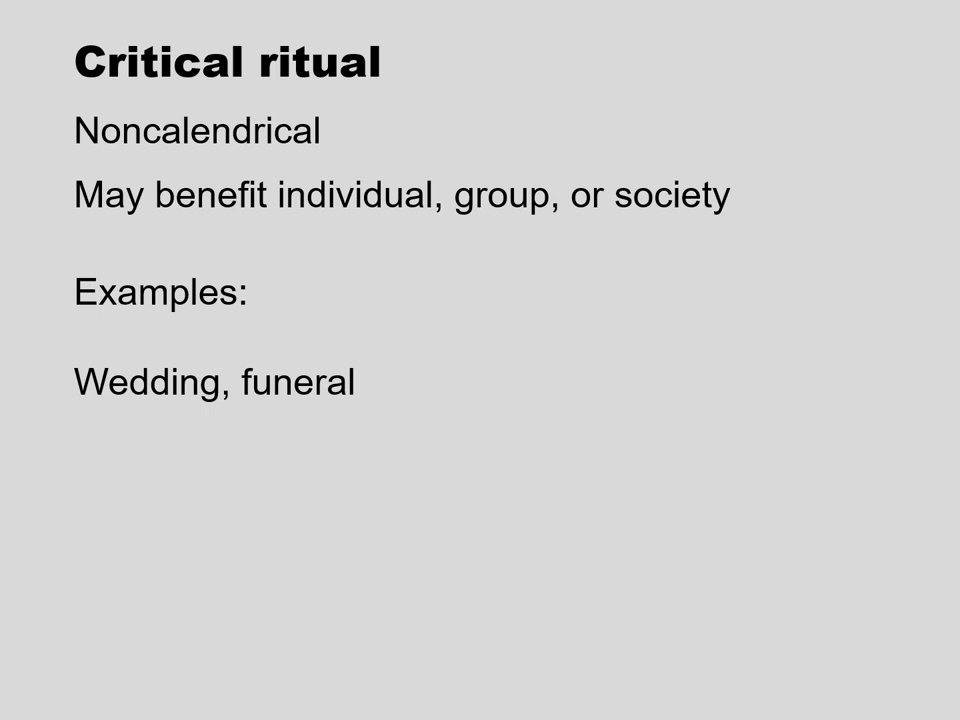 Critical ritual
Noncalendrical
May benefit individual, group, or society
Examples:
Wedding, funeral